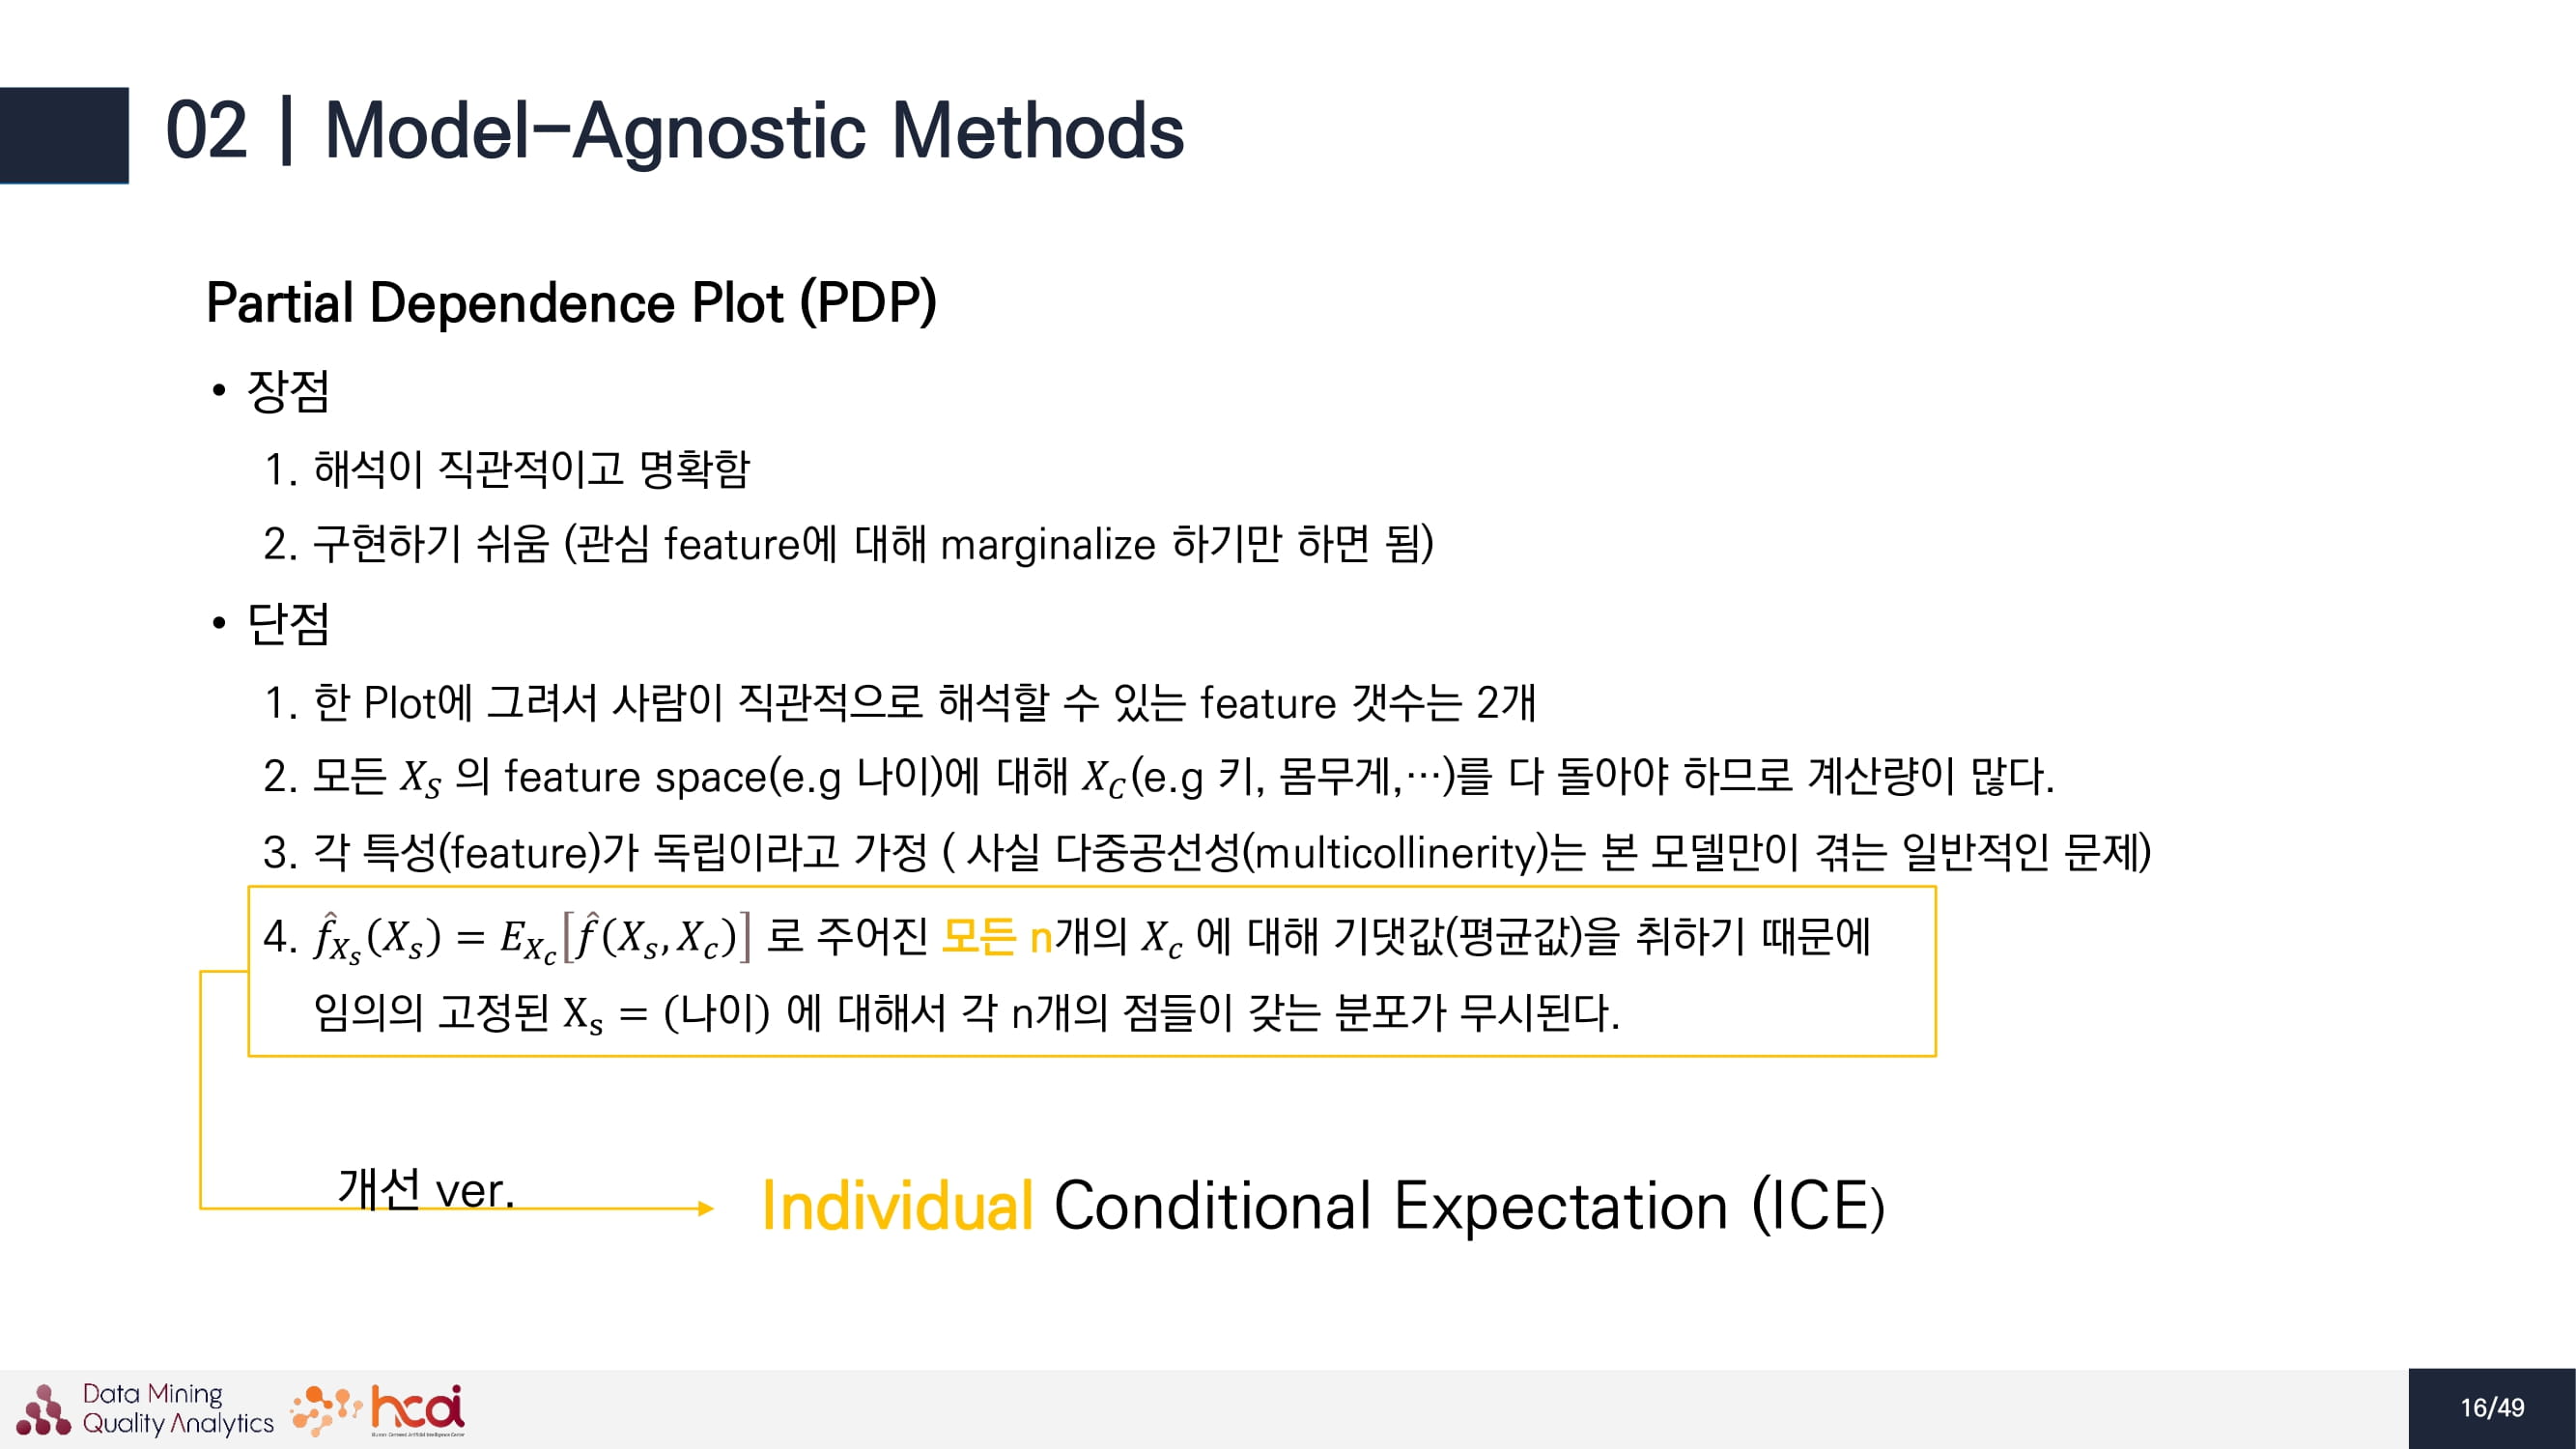 02 | Model-Agnostic Methods
Partial Dependence Plot (PDP)
• 장점
1. 해석이 직관적이고 명확함
2. 구현하기 쉬움 (관심 feature에 대해 marginalize 하기만 하면 됨)
• 단점
1. 한 Plot에 그려서 사람이 직관적으로 해석할 수 있는 feature 갯수는 2개
2. 모든 X_S 의 feature space(e.g 나이)에 대해 X_C(e.g 키, 몸무게,…)를 다 돌아야 하므로 계산량이 많다.
3. 각 특성(feature)가 독립이라고 가정 ( 사실 다중공선성(multicollinerity)는 본 모델만이 겪는 일반적인 문제)
4. f̂_{X_s}(X_s) = E_{X_c}[f̂(X_s, X_c)] 로 주어진 모든 n개의 X_c 에 대해 기댓값(평균값)을 취하기 때문에
임의의 고정된 X_s = (나이) 에 대해서 각 n개의 점들이 갖는 분포가 무시된다.
개선 ver.
Individual Conditional Expectation (ICE)
Data Mining
Quality Analytics
hcai
Human Centered Artificial Intelligence Center
16/49